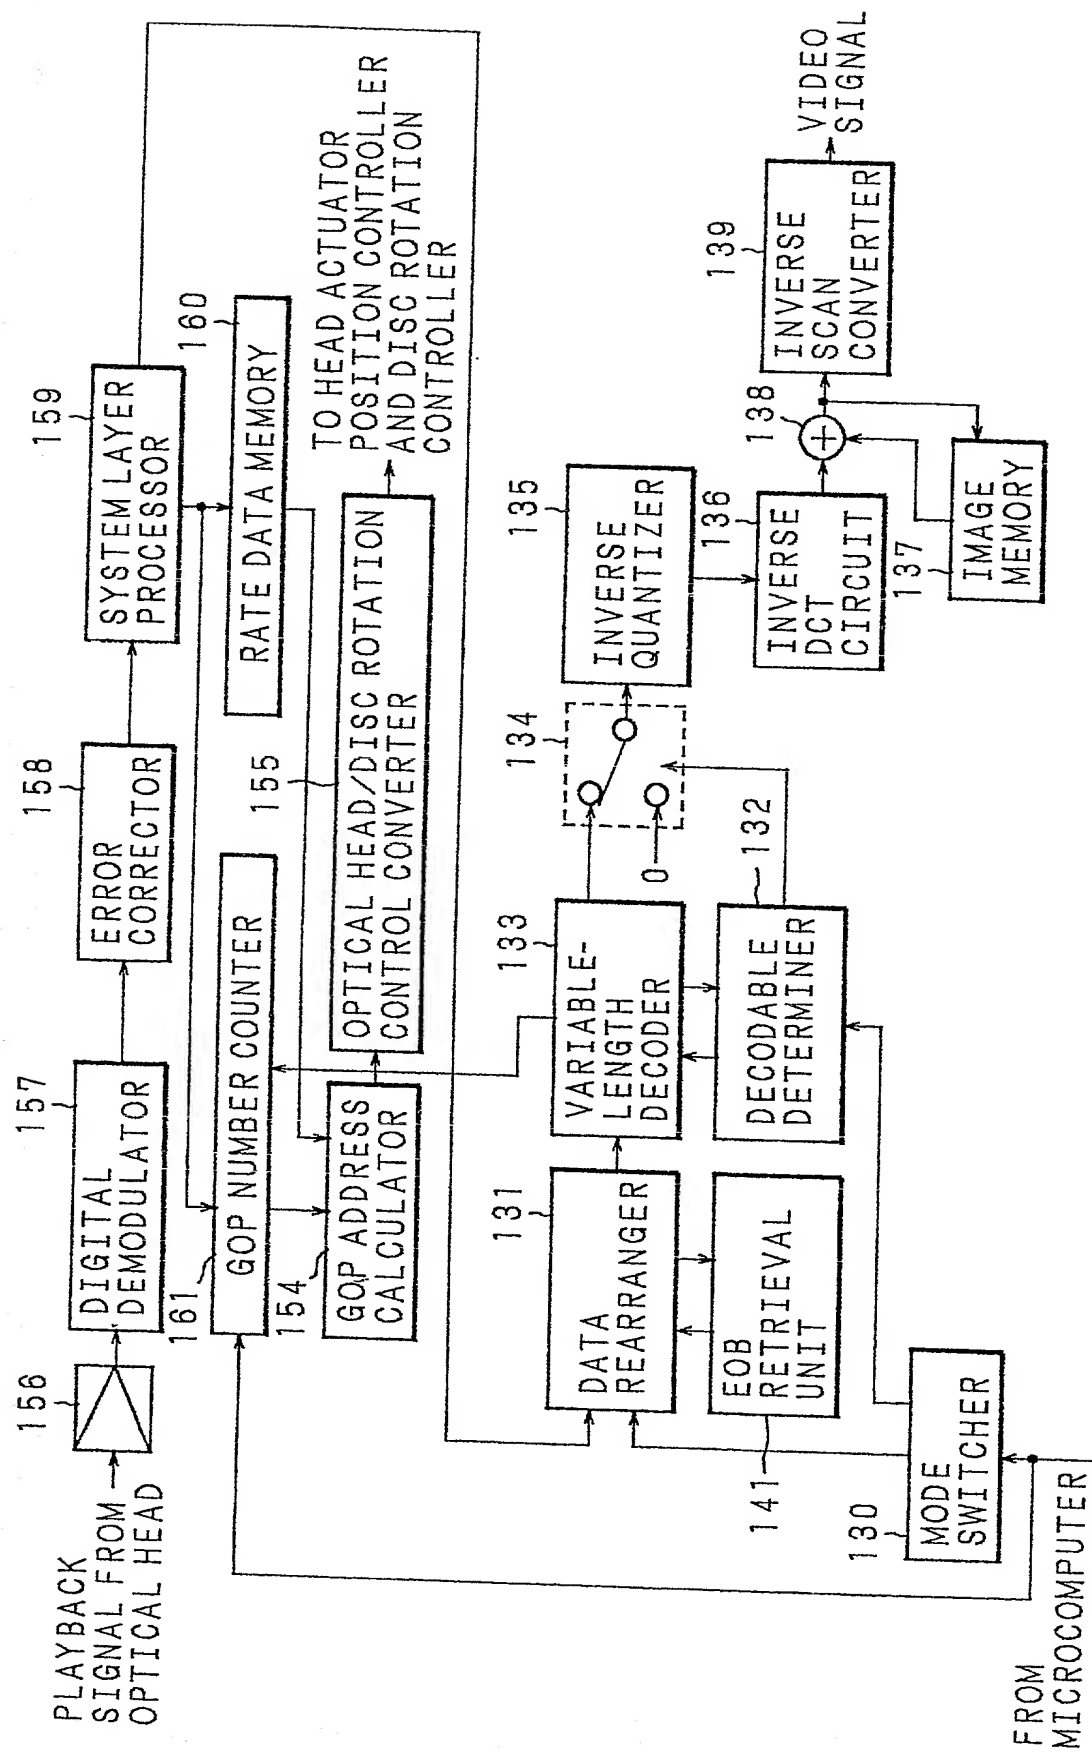 PLAYBACK
SIGNAL FROM
OPTICAL HEAD
156
DIGITAL
DEMODULATOR
157
ERROR
CORRECTOR
158
SYSTEM LAYER
PROCESSOR
159
161
GOP NUMBER COUNTER
RATE DATA MEMORY
160
154
GOP ADDRESS
CALCULATOR
155
OPTICAL HEAD/DISC ROTATION
CONTROL CONVERTER
TO HEAD ACTUATOR
POSITION CONTROLLER
AND DISC ROTATION
CONTROLLER
131
DATA
REARRANGER
133
VARIABLE-
LENGTH
DECODER
134
0
135
INVERSE
QUANTIZER
141
EOB
RETRIEVAL
UNIT
132
DECODABLE
DETERMINER
136
INVERSE
DCT
CIRCUIT
138
+
139
INVERSE
SCAN
CONVERTER
VIDEO
SIGNAL
137
IMAGE
MEMORY
130
MODE
SWITCHER
FROM
MICROCOMPUTER